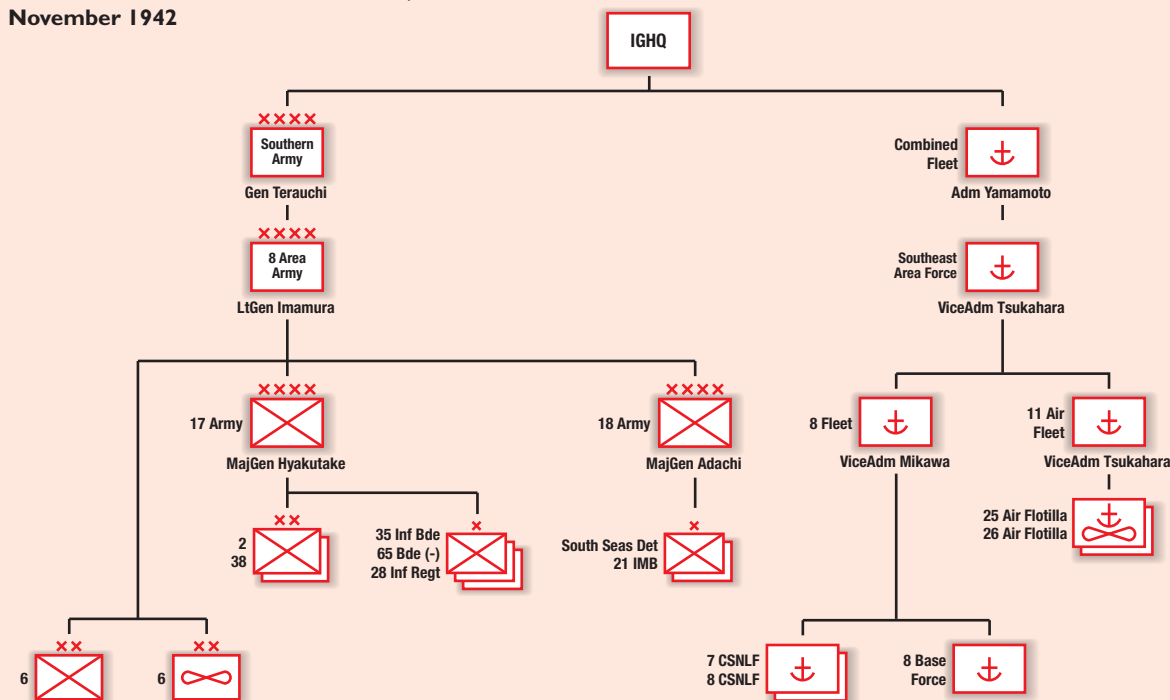 November 1942
IGHQ
Southern
Army
Gen Terauchi
Combined
Fleet
Adm Yamamoto
8 Area
Army
LtGen Imamura
Southeast
Area Force
ViceAdm Tsukahara
17 Army
MajGen Hyakutake
18 Army
MajGen Adachi
8 Fleet
ViceAdm Mikawa
11 Air
Fleet
ViceAdm Tsukahara
2
38
35 Inf Bde
65 Bde (-)
28 Inf Regt
South Seas Det
21 IMB
25 Air Flotilla
26 Air Flotilla
6
6
7 CSNLF
8 CSNLF
8 Base
Force